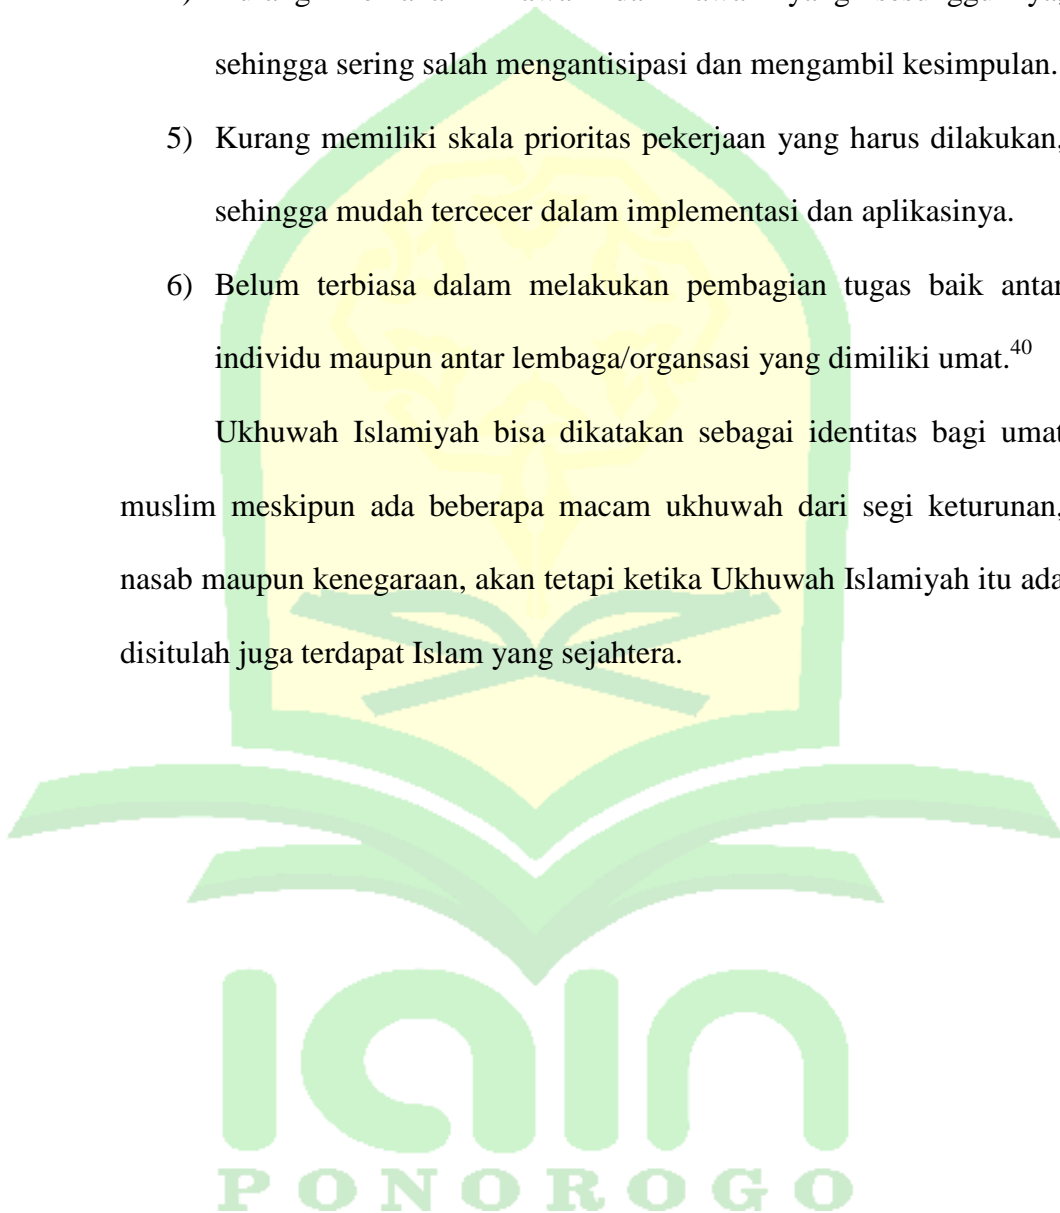 sehingga sering salah mengantisipasi dan mengambil kesimpulan.
5) Kurang memiliki skala prioritas pekerjaan yang harus dilakukan,
sehingga mudah tercecer dalam implementasi dan aplikasinya.
6) Belum terbiasa dalam melakukan pembagian tugas baik antar
individu maupun antar lembaga/organsasi yang dimiliki umat.40
Ukhuwah Islamiyah bisa dikatakan sebagai identitas bagi umat
muslim meskipun ada beberapa macam ukhuwah dari segi keturunan,
nasab maupun kenegaraan, akan tetapi ketika Ukhuwah Islamiyah itu ada
disitulah juga terdapat Islam yang sejahtera.
IAIN
PONOROGO